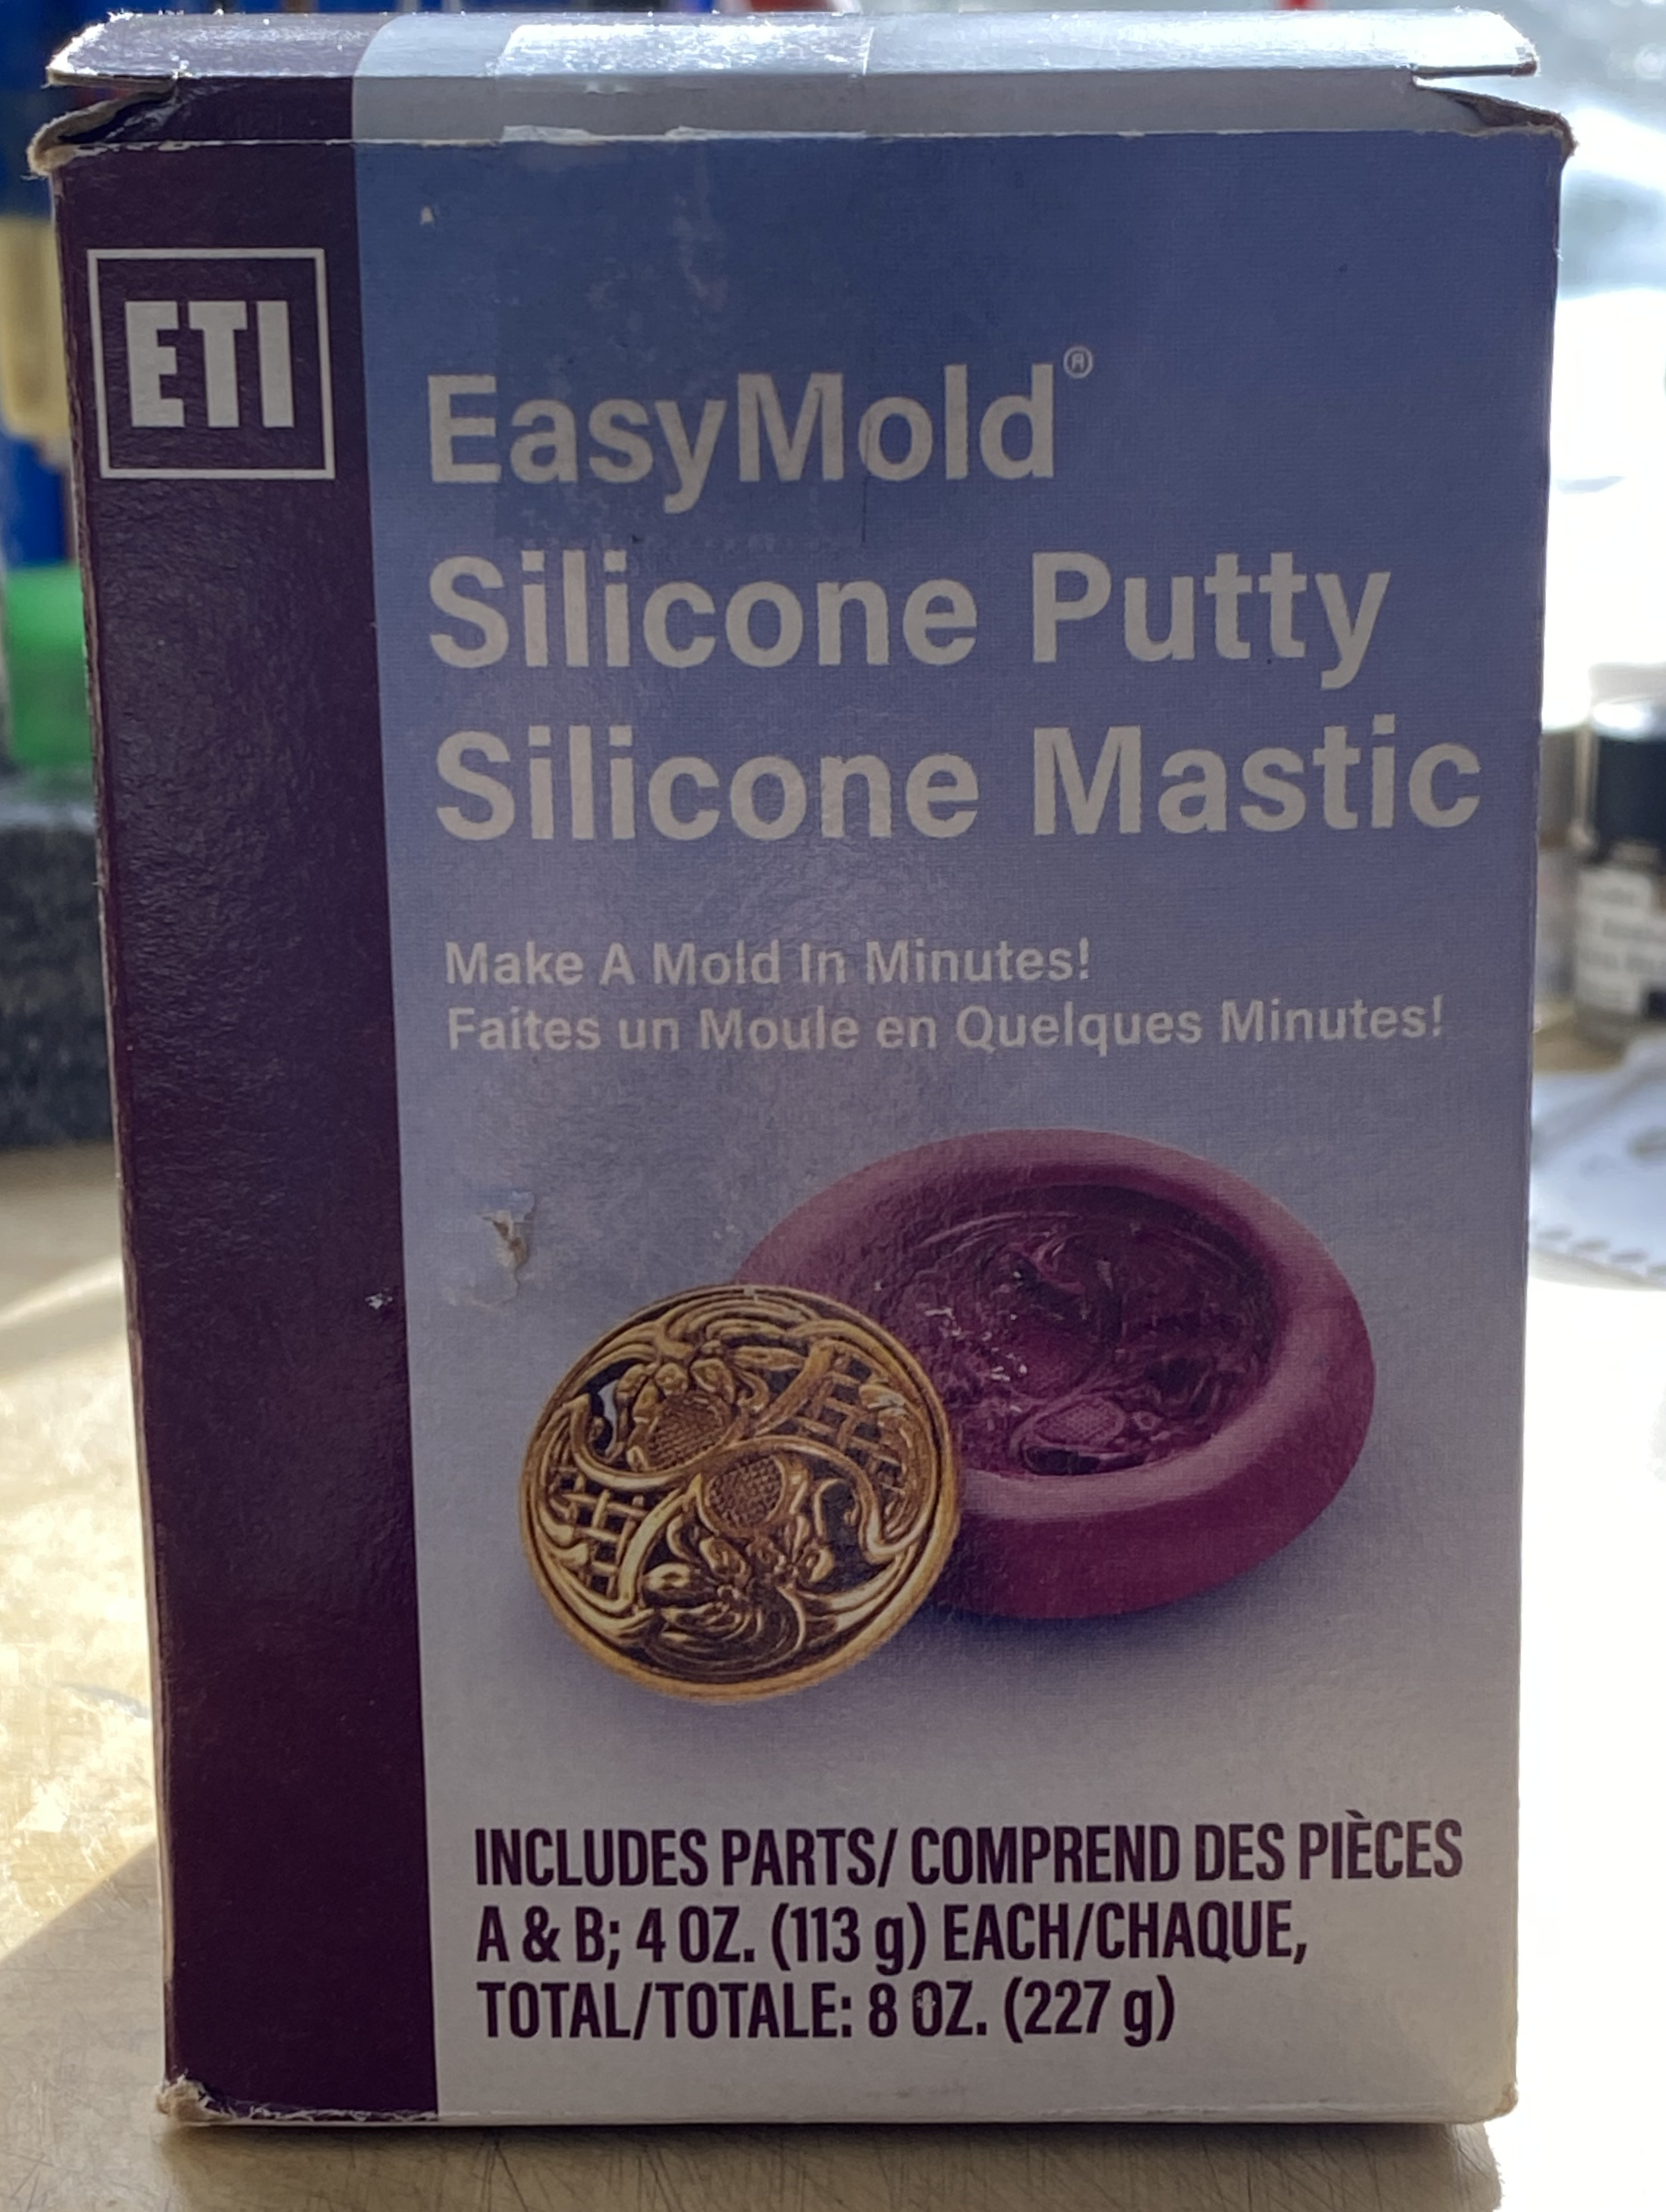 ETI
EasyMold®
Silicone Putty
Silicone Mastic
Make A Mold In Minutes!
Faites un Moule en Quelques Minutes!
INCLUDES PARTS/ COMPREND DES PIÈCES
A & B; 4 OZ. (113 g) EACH/CHAQUE,
TOTAL/TOTALE: 8 OZ. (227 g)